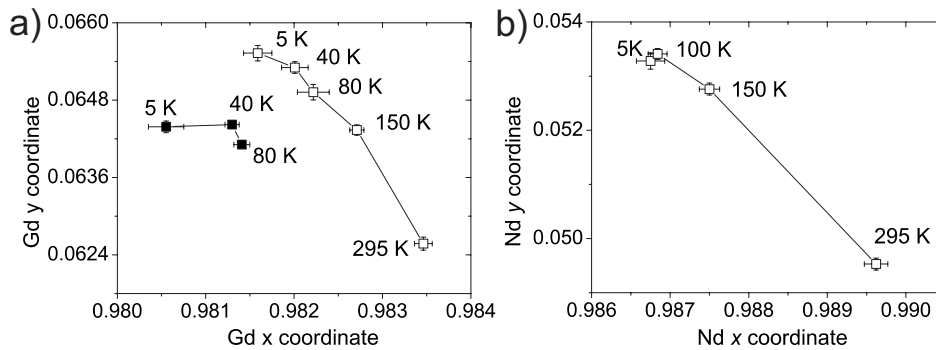 a)
0.0660
0.0648
0.0636
0.0624
Gd y coordinate
5 K
40 K
80 K
150 K
295 K
5 K
40 K
80 K
0.980 0.981 0.982 0.983 0.984
Gd x coordinate
b)
0.054
0.052
0.050
Nd y coordinate
5K
100 K
150 K
295 K
0.986 0.987 0.988 0.989 0.990
Nd x coordinate